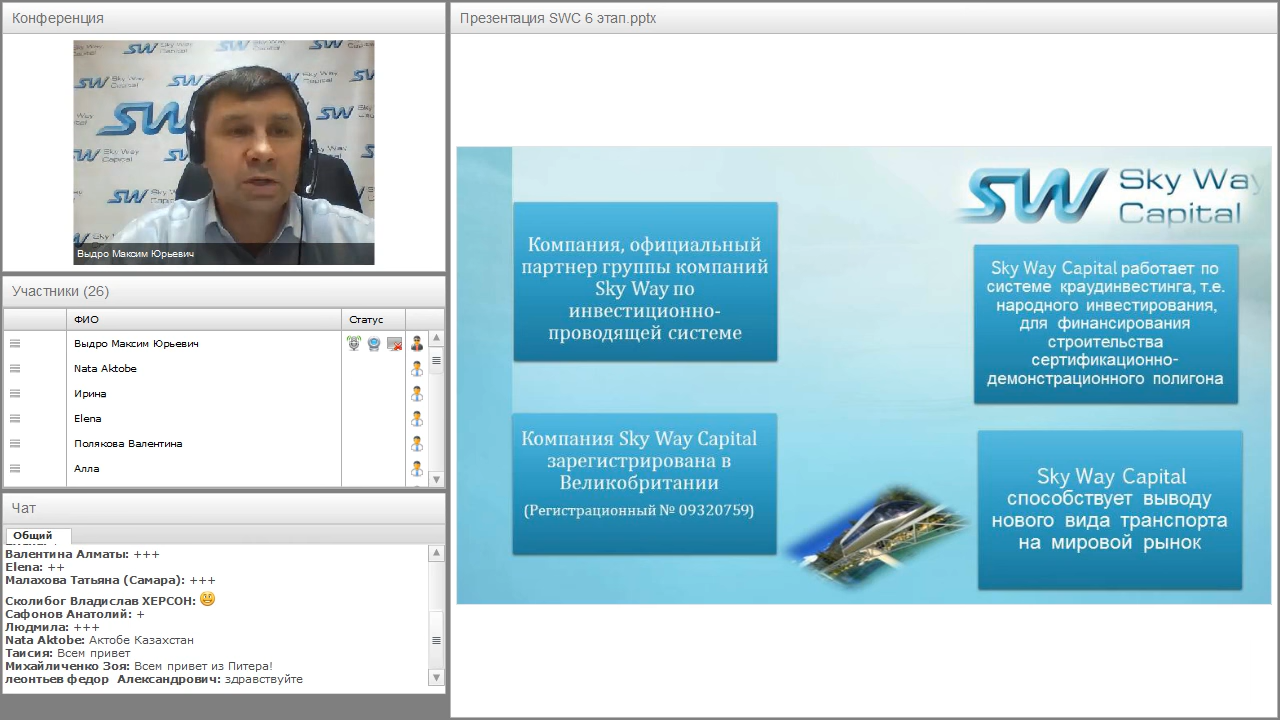 Конференция
Sky Way
Capital
SW
Выдро Максим Юрьевич
Участники (26)
ФИО
Статус
Выдро Максим Юрьевич
Nata Aktobe
Ирина
Elena
Полякова Валентина
Алла
Чат
Общий
Валентина Алматы: +++
Elena: ++
Малахова Татьяна (Самара): +++
Сколибог Владислав ХЕРСОН:
Сафонов Анатолий: +
Людмила: +++
Nata Aktobe: Актобе Казахстан
Таисия: Всем привет
Михайличенко Зоя: Всем привет из Питера!
леонтьев федор Александрович: здравствуйте
Презентация SWC 6 этап.pptx
SW Sky Way
Capital
Компания, официальный
партнер группы компаний
Sky Way по
инвестиционно-
проводящей системе
Sky Way Capital работает по
системе краудинвестинга, т.е.
народного инвестирования,
для финансирования
строительства
сертификационно-
демонстрационного полигона
Компания Sky Way Capital
зарегистрирована в
Великобритании
(Регистрационный № 09320759)
Sky Way Capital
способствует выводу
нового вида транспорта
на мировой рынок